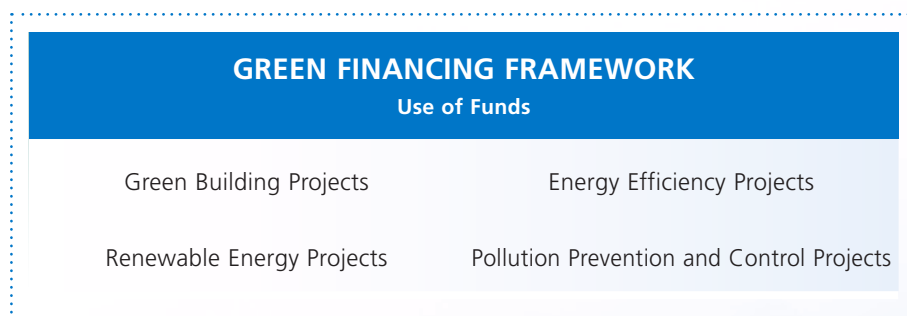 GREEN FINANCING FRAMEWORK
Use of Funds
Green Building Projects
Energy Efficiency Projects
Renewable Energy Projects
Pollution Prevention and Control Projects